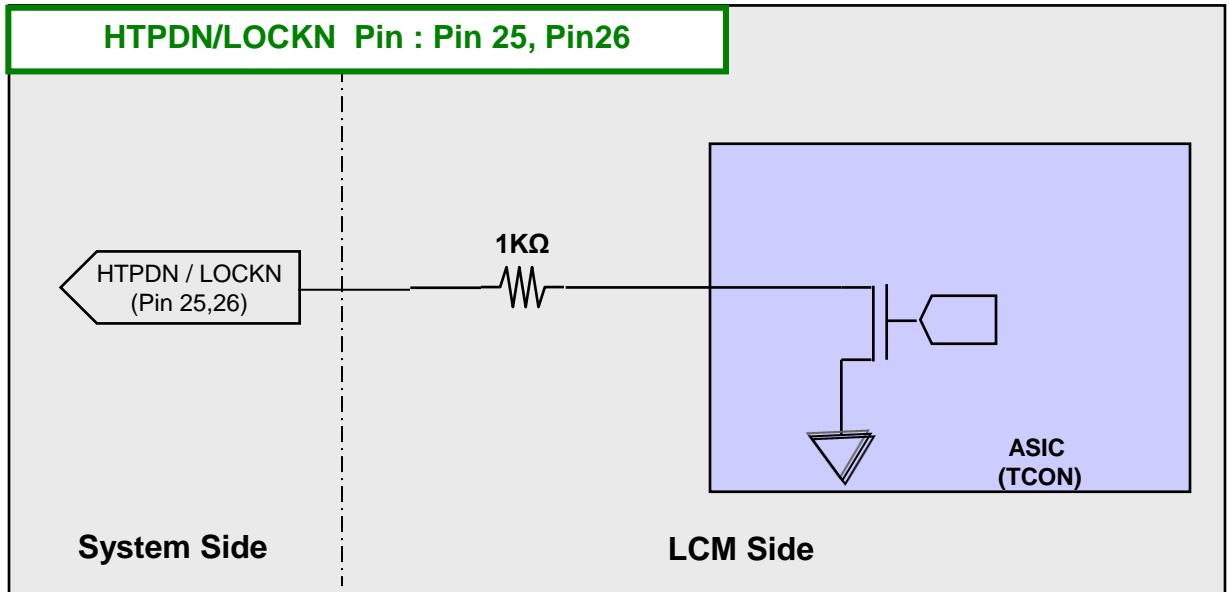 HTPDN/LOCKN Pin : Pin 25, Pin26
1KΩ
HTPDN / LOCKN
(Pin 25,26)
ASIC
(TCON)
System Side
LCM Side